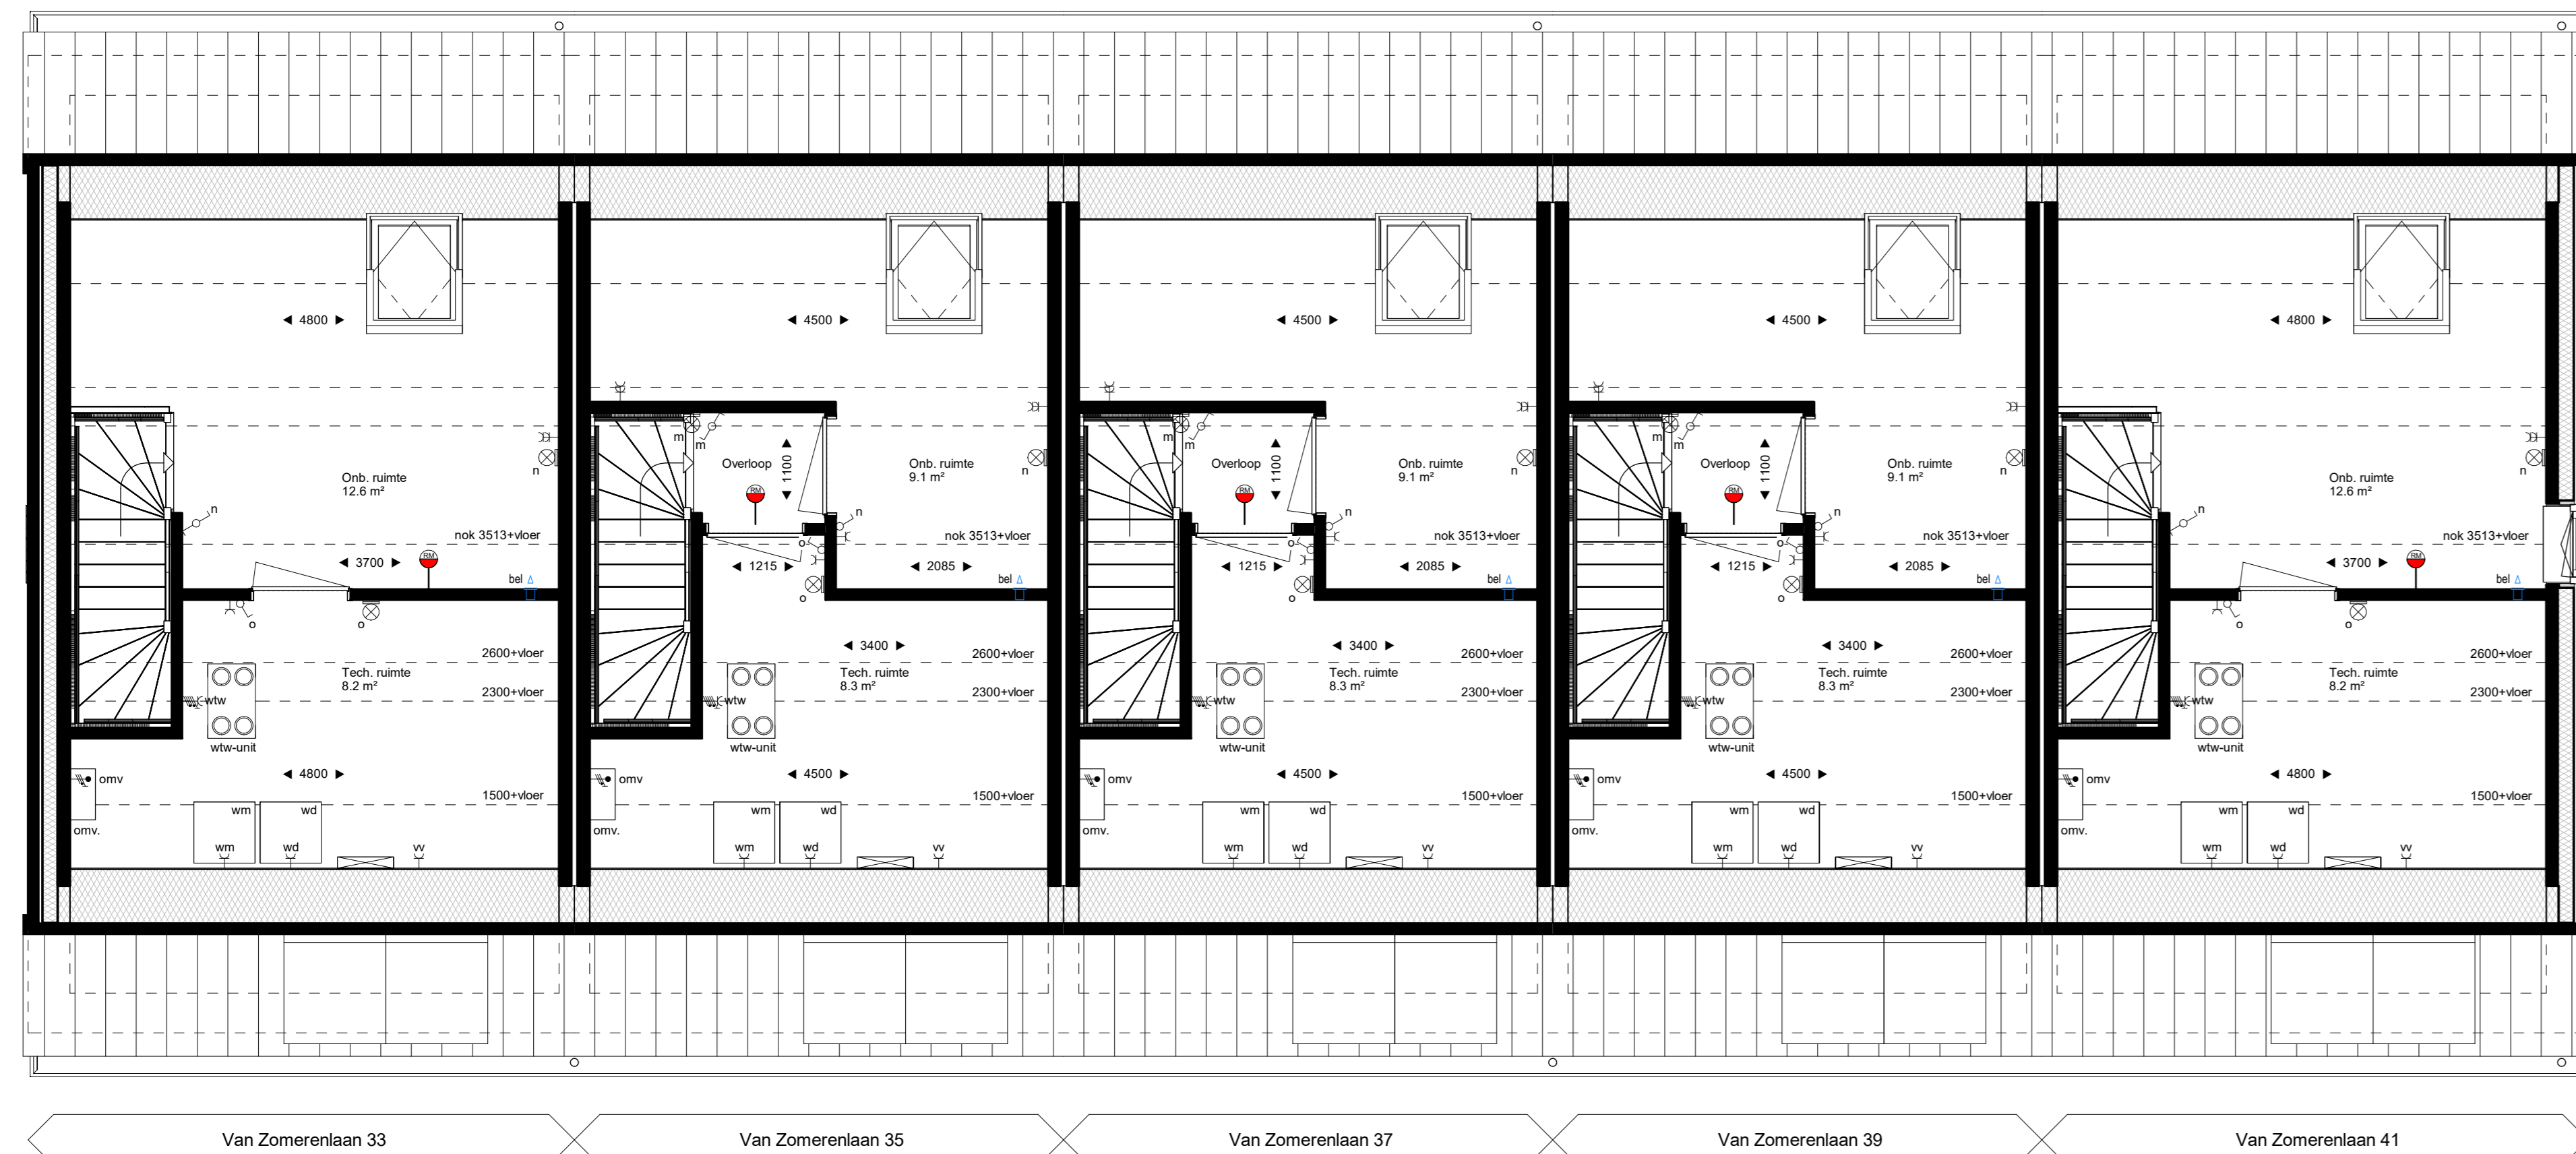 4800
4500
4500
4500
4800
m
m
m
m
m
m
n
n
n
n
n
Overloop
1100
Overloop
1100
Overloop
1100
Onb. ruimte
12.6 m²
Onb. ruimte
9.1 m²
Onb. ruimte
9.1 m²
Onb. ruimte
9.1 m²
Onb. ruimte
12.6 m²
RM
RM
RM
n
n
n
n
n
nok 3513+vloer
nok 3513+vloer
nok 3513+vloer
nok 3513+vloer
nok 3513+vloer
o
o
o
3700
RM
1215
2085
1215
2085
1215
2085
3700
RM
bel
bel
bel
bel
bel
o
o
o
o
o
o
o
3400
3400
3400
2600+vloer
2600+vloer
2600+vloer
2600+vloer
2600+vloer
Tech. ruimte
8.2 m²
Tech. ruimte
8.3 m²
Tech. ruimte
8.3 m²
Tech. ruimte
8.3 m²
Tech. ruimte
8.2 m²
2300+vloer
2300+vloer
2300+vloer
2300+vloer
2300+vloer
wtw
wtw
wtw
wtw
wtw
wtw-unit
wtw-unit
wtw-unit
wtw-unit
wtw-unit
omv
4800
omv
4500
omv
4500
omv
4500
omv
4800
1500+vloer
1500+vloer
1500+vloer
1500+vloer
1500+vloer
wm
wd
wm
wd
wm
wd
wm
wd
wm
wd
omv.
omv.
omv.
omv.
omv.
wm
wd
vv
wm
wd
vv
wm
wd
vv
wm
wd
vv
wm
wd
vv
Van Zomerenlaan 33
Van Zomerenlaan 35
Van Zomerenlaan 37
Van Zomerenlaan 39
Van Zomerenlaan 41